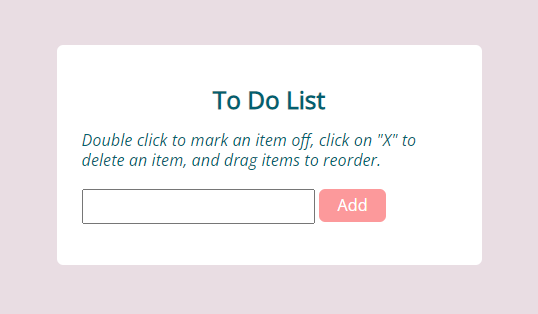 To Do List
Double click to mark an item off, click on "X" to
delete an item, and drag items to reorder.
Add